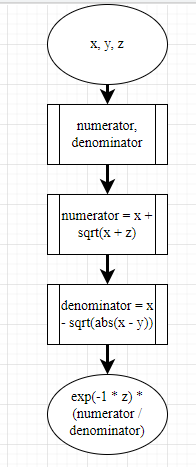 x, y, z
numerator,
denominator
numerator = x +
sqrt(x + z)
denominator = x
- sqrt(abs(x - y))
exp(-1 * z) *
(numerator /
denominator)